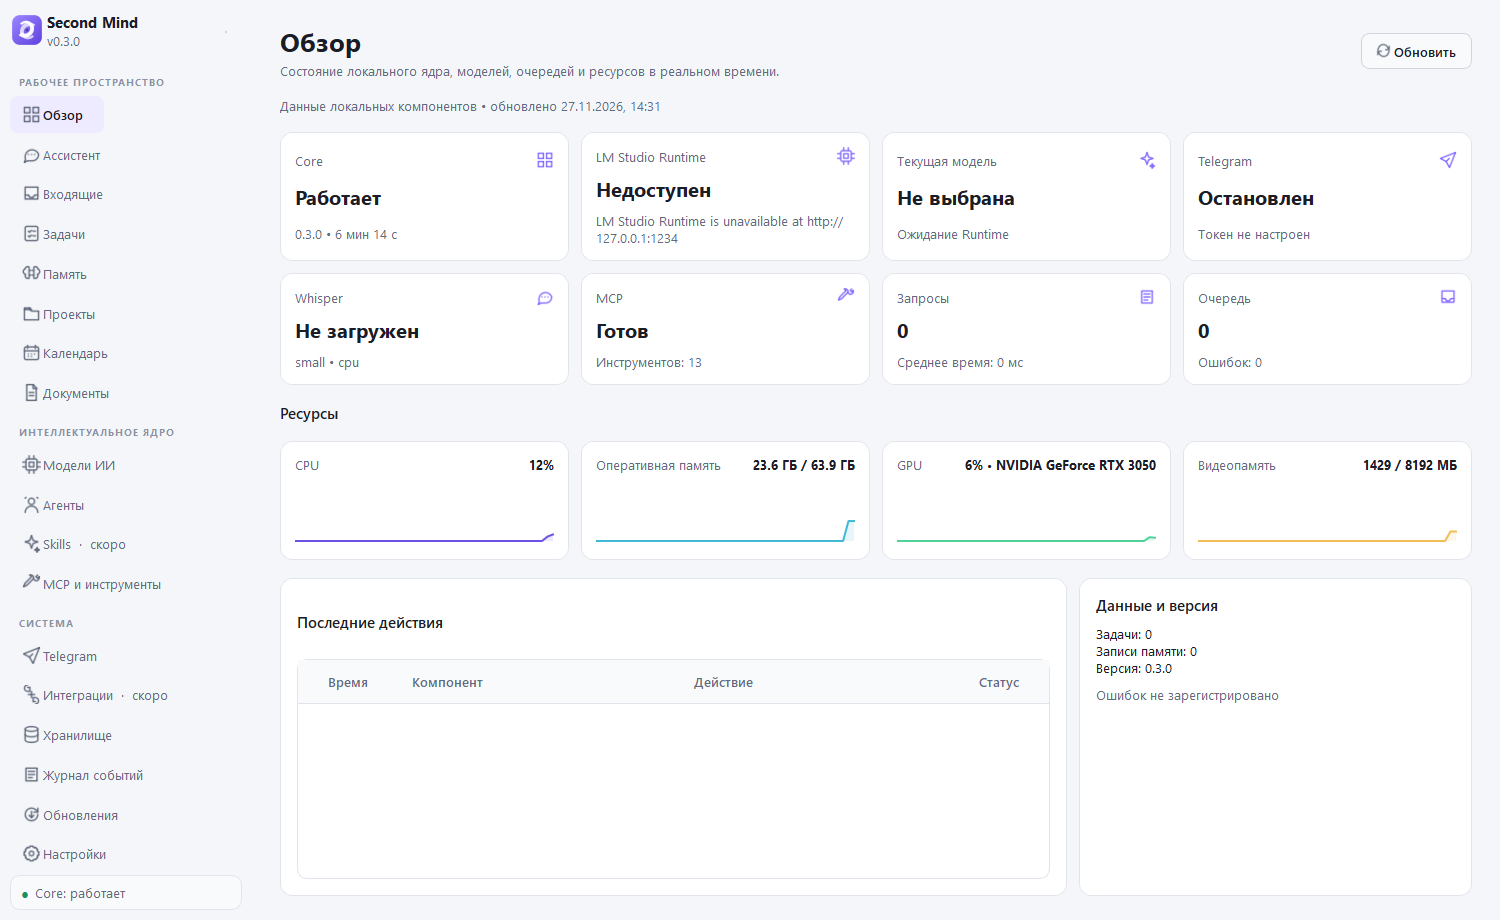 Second Mind
v0.3.0
РАБОЧЕЕ ПРОСТРАНСТВО
Обзор
Ассистент
Входящие
Задачи
Память
Проекты
Календарь
Документы
ИНТЕЛЛЕКТУАЛЬНОЕ ЯДРО
Модели ИИ
Агенты
Skills · скоро
MCP и инструменты
СИСТЕМА
Telegram
Интеграции · скоро
Хранилище
Журнал событий
Обновления
Настройки
Core: работает
Обзор
Состояние локального ядра, моделей, очередей и ресурсов в реальном времени.
Обновить
Данные локальных компонентов • обновлено 27.11.2026, 14:31
Core
Работает
0.3.0 • 6 мин 14 с
LM Studio Runtime
Недоступен
LM Studio Runtime is unavailable at http://
127.0.0.1:1234
Текущая модель
Не выбрана
Ожидание Runtime
Telegram
Остановлен
Токен не настроен
Whisper
Не загружен
small • cpu
MCP
Готов
Инструментов: 13
Запросы
0
Среднее время: 0 мс
Очередь
0
Ошибок: 0
Ресурсы
CPU 12%
Оперативная память 23.6 ГБ / 63.9 ГБ
GPU 6% • NVIDIA GeForce RTX 3050
Видеопамять 1429 / 8192 МБ
Последние действия
Время Компонент Действие Статус
Данные и версия
Задачи: 0
Записи памяти: 0
Версия: 0.3.0
Ошибок не зарегистрировано